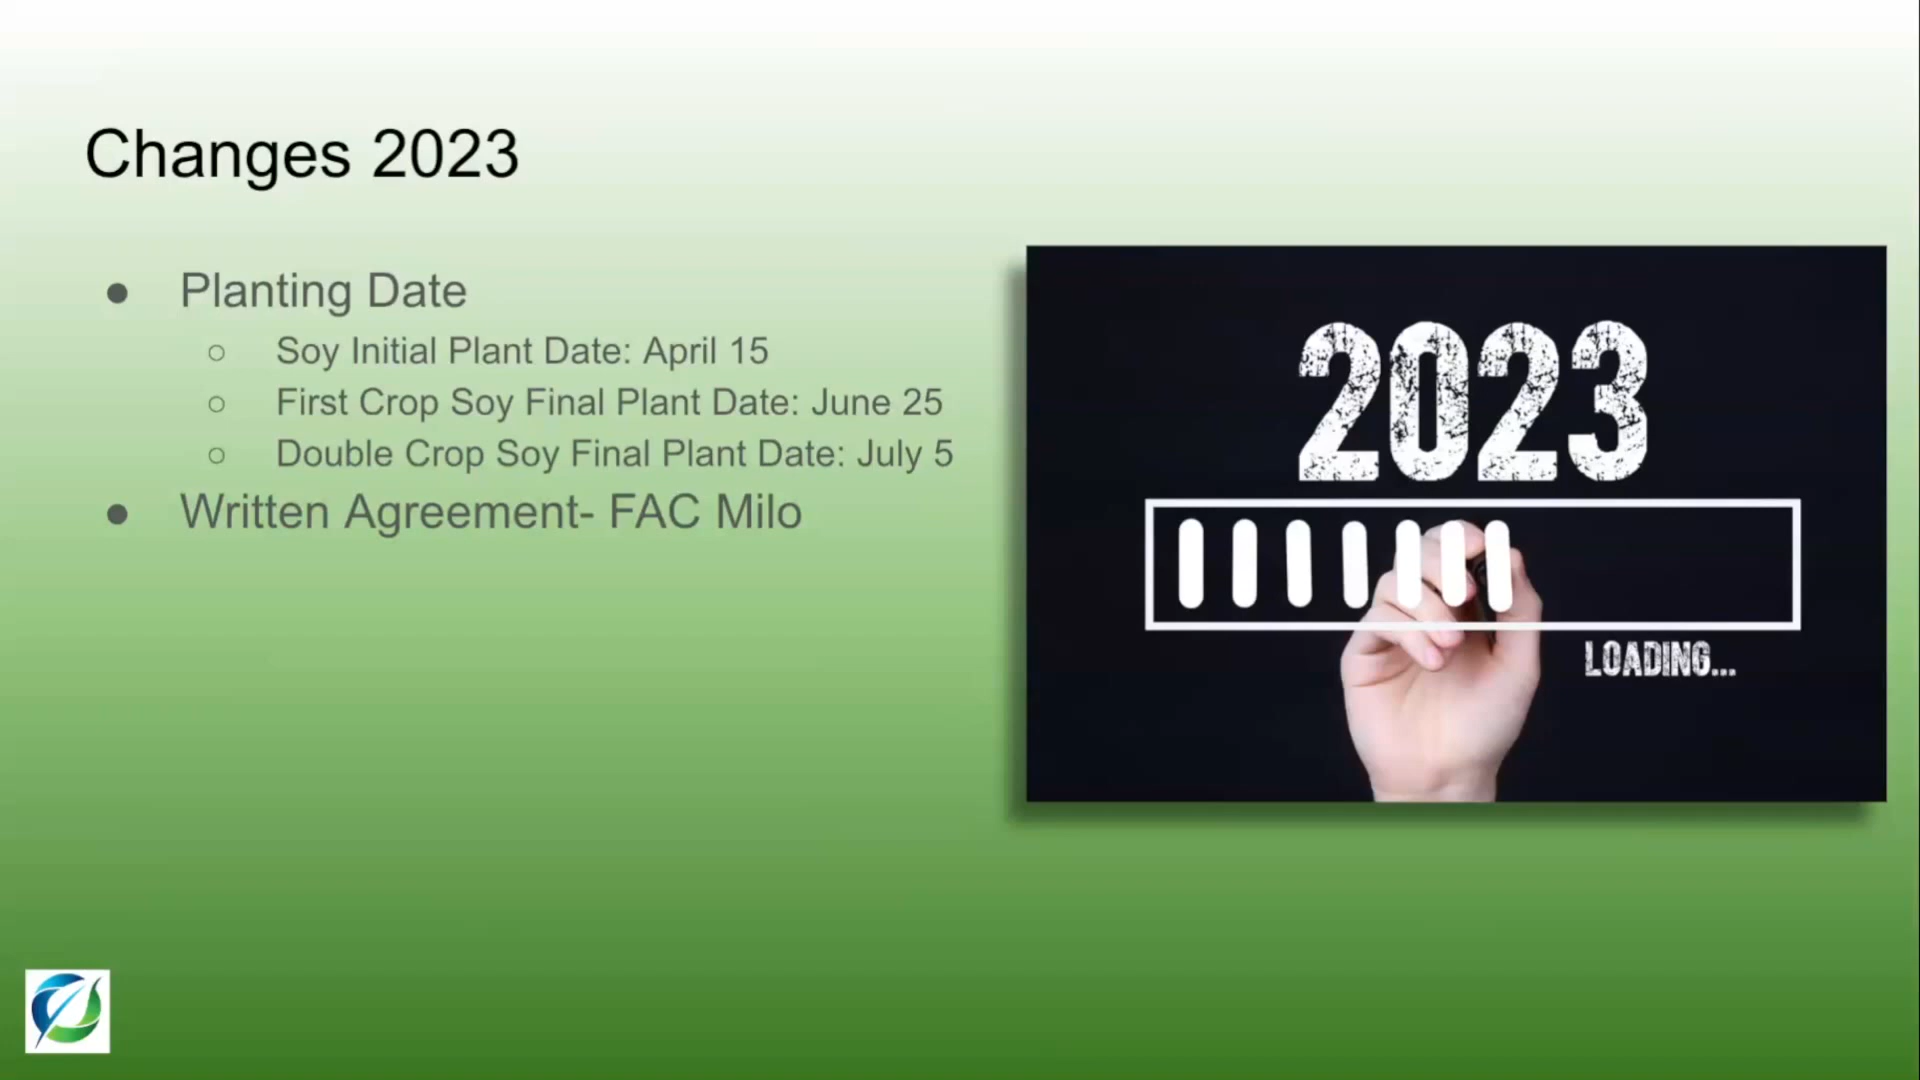 Changes 2023
● Planting Date
○ Soy Initial Plant Date: April 15
○ First Crop Soy Final Plant Date: June 25
○ Double Crop Soy Final Plant Date: July 5
● Written Agreement- FAC Milo
2023
LOADING...